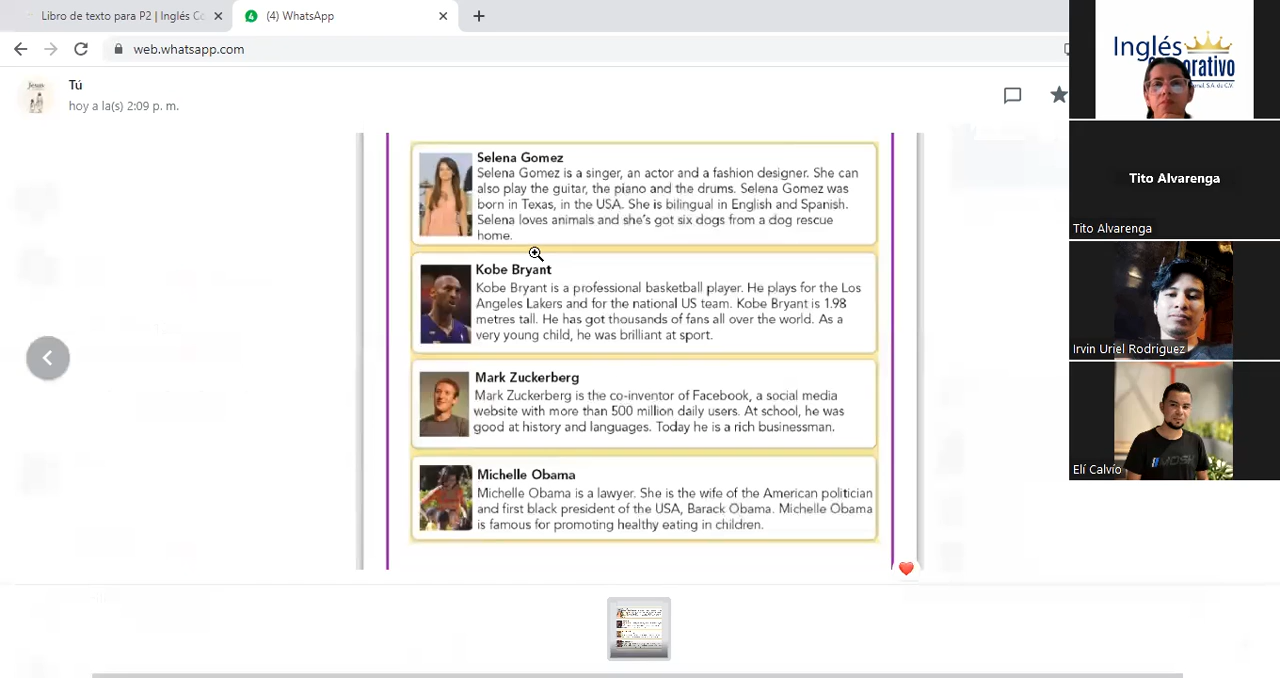 Libro de texto para P2 | Inglés Co
(4) WhatsApp
web.whatsapp.com
Tú
hoy a la(s) 2:09 p. m.
Selena Gomez
Selena Gomez is a singer, an actor and a fashion designer. She can
also play the guitar, the piano and the drums. Selena Gomez was
born in Texas, in the USA. She is bilingual in English and Spanish.
Selena loves animals and she's got six dogs from a dog rescue
home.
Kobe Bryant
Kobe Bryant is a professional basketball player. He plays for the Los
Angeles Lakers and for the national US team. Kobe Bryant is 1.98
metres tall. He has got thousands of fans all over the world. As a
very young child, he was brilliant at sport.
Mark Zuckerberg
Mark Zuckerberg is the co-inventor of Facebook, a social media
website with more than 500 million daily users. At school, he was
good at history and languages. Today he is a rich businessman.
Michelle Obama
Michelle Obama is a lawyer. She is the wife of the American politician
and first black president of the USA, Barack Obama. Michelle Obama
is famous for promoting healthy eating in children.
Inglés
orativo
Tito Alvarenga
Tito Alvarenga
Irvin Uriel Rodriguez
Elí Calvío